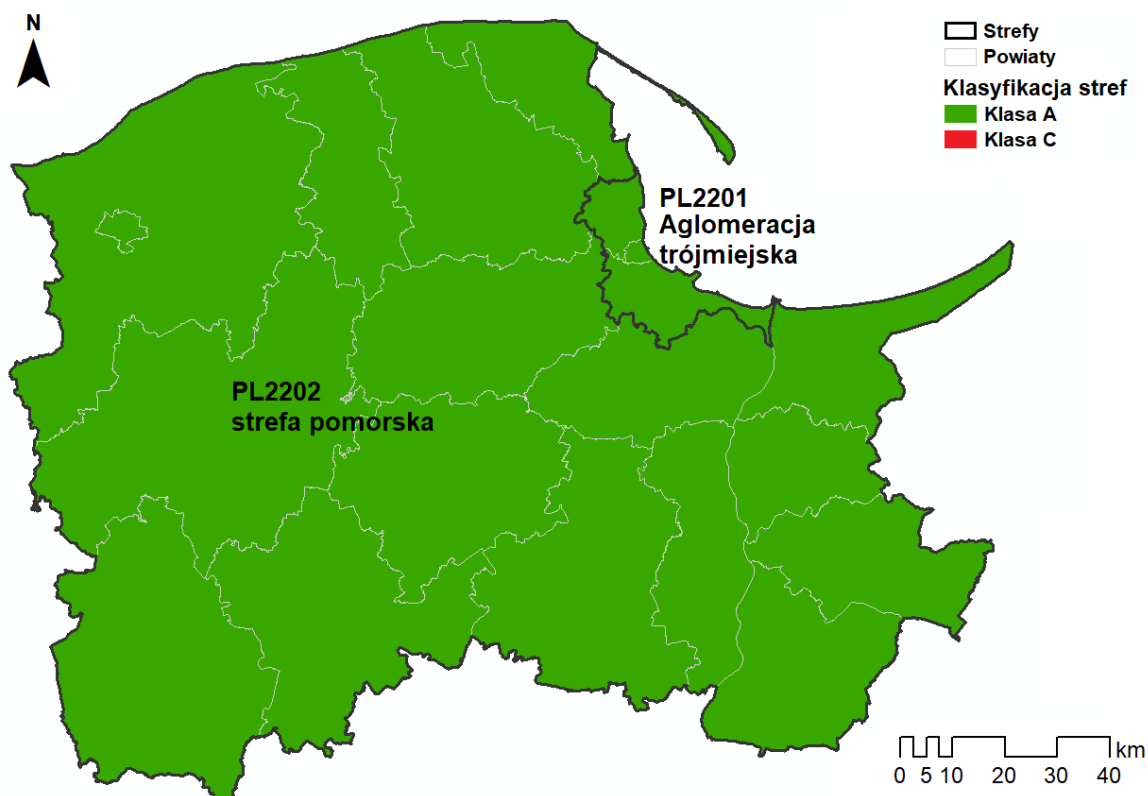 N
Strefy
Powiaty
Klasyfikacja stref
Klasa A
Klasa C
PL2201
Aglomeracja
trójmiejska
PL2202
strefa pomorska
km
0 5 10 20 30 40